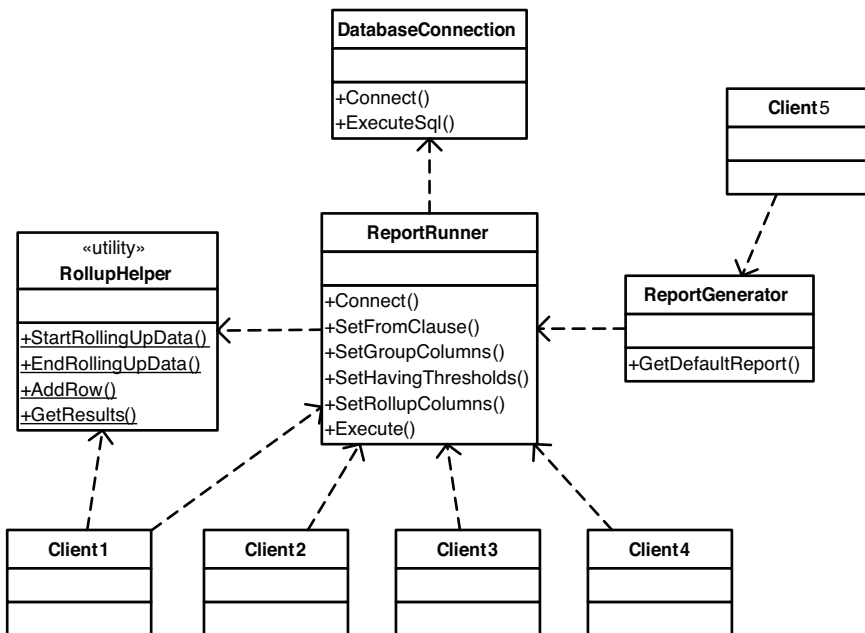 DatabaseConnection
+Connect()
+ExecuteSql()
Client5
«utility»
RollupHelper
+StartRollingUpData()
+EndRollingUpData()
+AddRow()
+GetResults()
ReportRunner
+Connect()
+SetFromClause()
+SetGroupColumns()
+SetHavingThresholds()
+SetRollupColumns()
+Execute()
ReportGenerator
+GetDefaultReport()
Client1
Client2
Client3
Client4